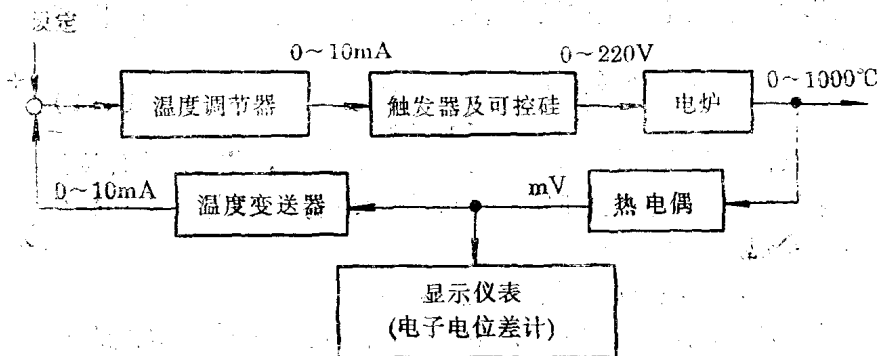 设定
0~10mA
0~220V
0~1000℃
温度调节器
触发器及可控硅
电炉
0~10mA
温度变送器
mV
热电偶
显示仪表
(电子电位差计)